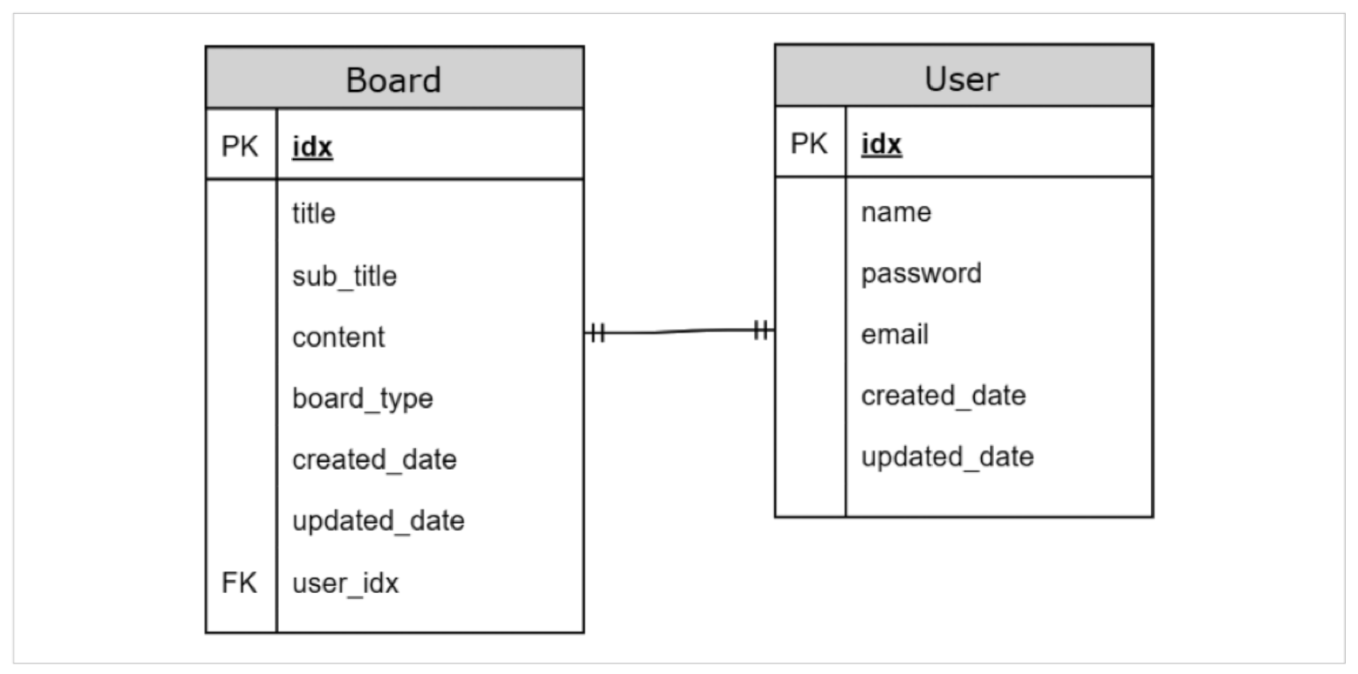 Board
PK idx
title
sub_title
content
board_type
created_date
updated_date
FK user_idx
User
PK idx
name
password
email
created_date
updated_date